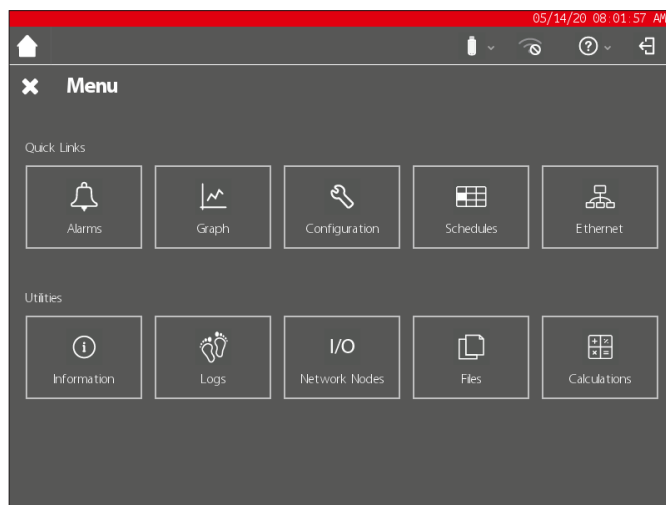 05/14/20 08:01:57 AM
Menu
Quick Links
Alarms
Graph
Configuration
Schedules
Ethernet
Utilities
Information
Logs
I/O
Network Nodes
Files
Calculations